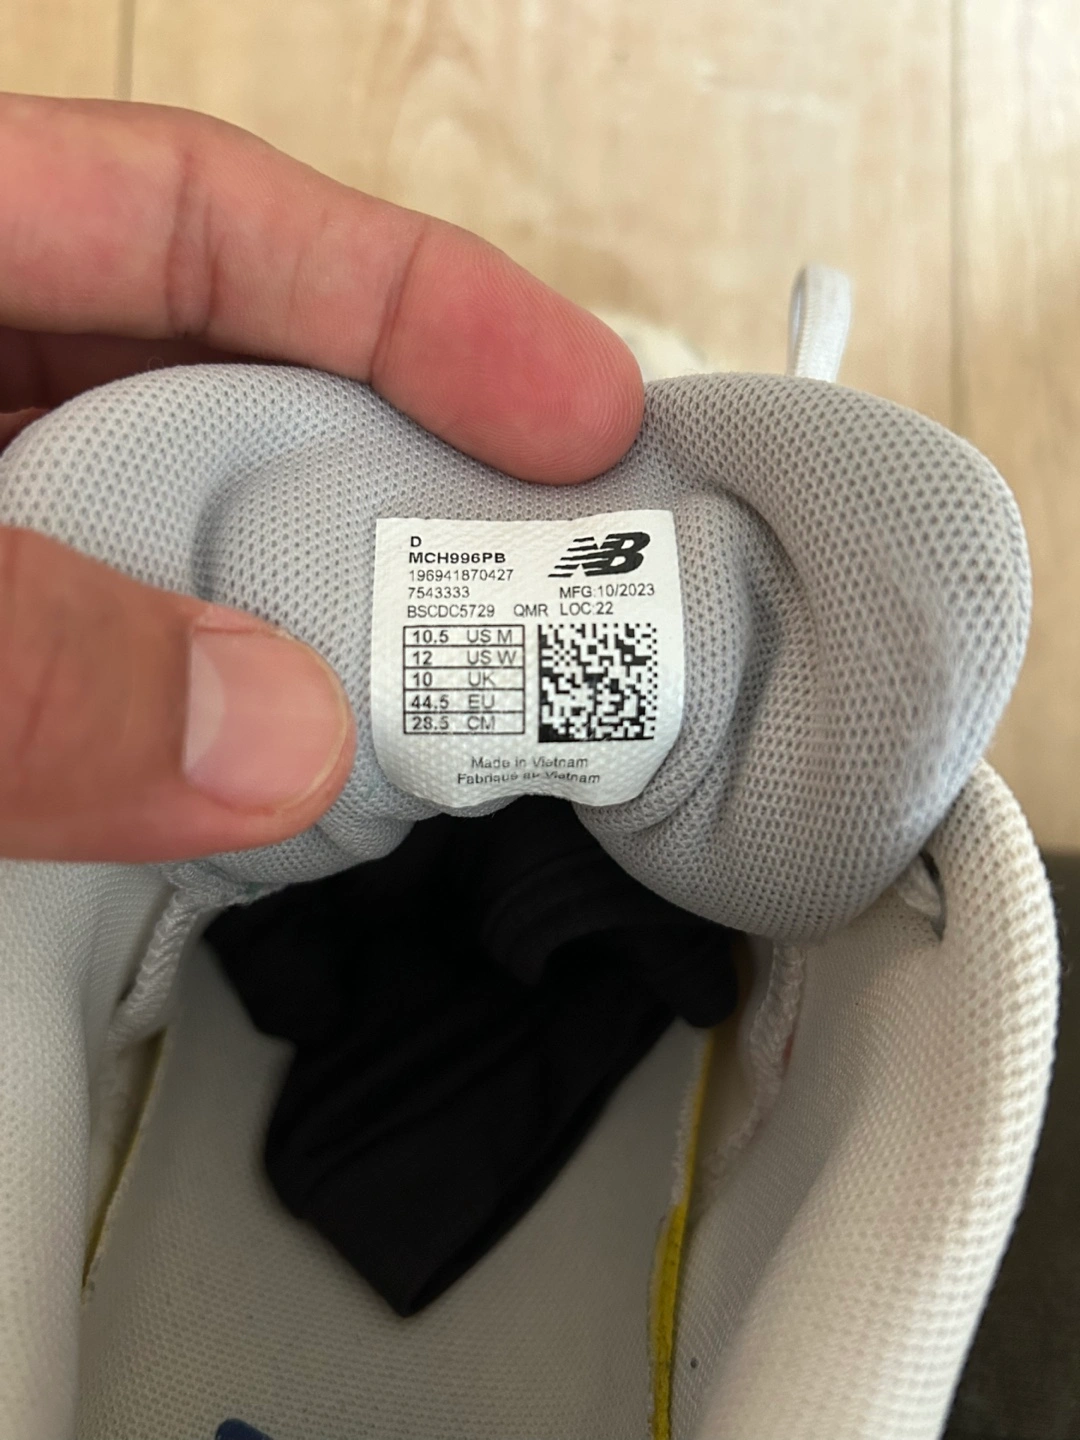 D
MCH996PB
196941870427
7543333 MFG:10/2023
BSCDC5729 QMR LOC:22
NB
10.5 US M
12 US W
10 UK
44.5 EU
28.5 CM
Made in Vietnam
Fabriqué au Vietnam